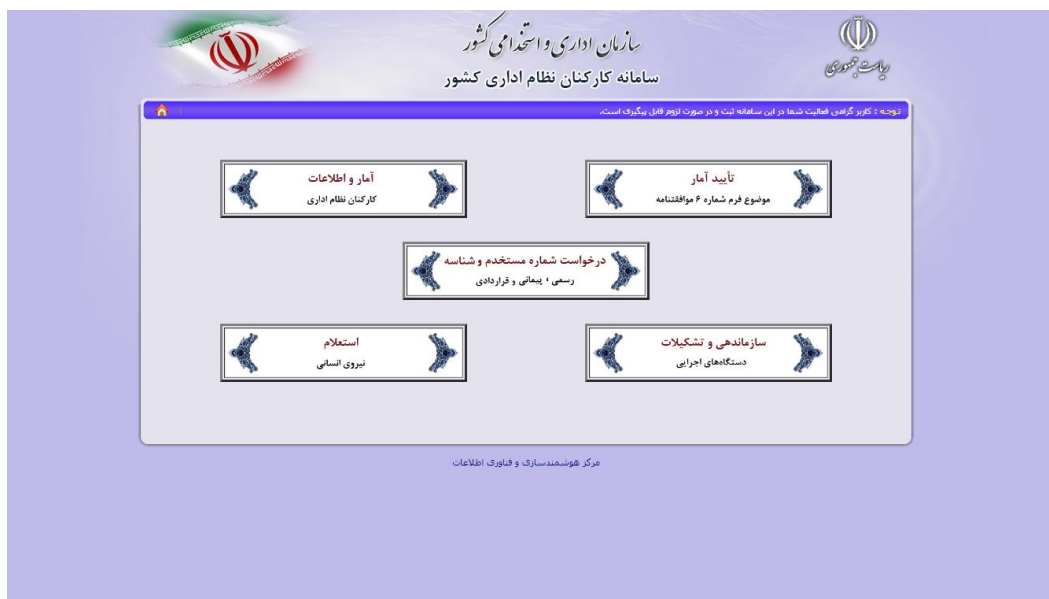 ریاست جمهوری
سازمان اداری و استخدامی کشور
سامانه کارکنان نظام اداری کشور
توجه : کاربر گرامی فعالیت شما در این سامانه ثبت و در صورت لزوم قابل پیگیری است.
تأیید آمار
موضوع فرم شماره ۶ موافقتنامه
آمار و اطلاعات
کارکنان نظام اداری
درخواست شماره مستخدم و شناسه
رسمی ، پیمانی و قراردادی
سازماندهی و تشکیلات
دستگاه‌های اجرایی
استعلام
نیروی انسانی
مرکز هوشمندسازی و فناوری اطلاعات